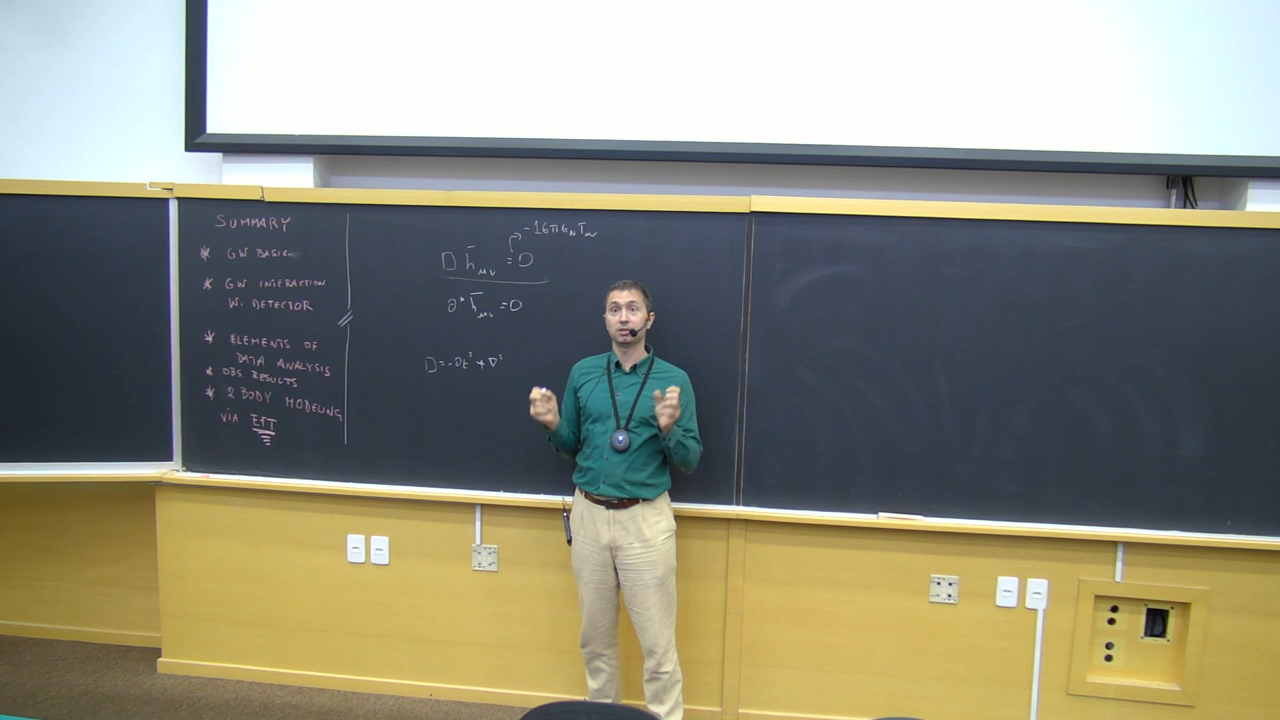 SUMMARY
* GW BASICS
* GW INTERACTION
W. DETECTOR
* ELEMENTS OF
DATA ANALYSIS
* OBS. RESULTS
* 2 BODY MODELING
VIA EFT
-16πG_N T_μν
□ h̄_μν = 0
∂^μ h̄_μν = 0
□ = -∂t² + ∇²